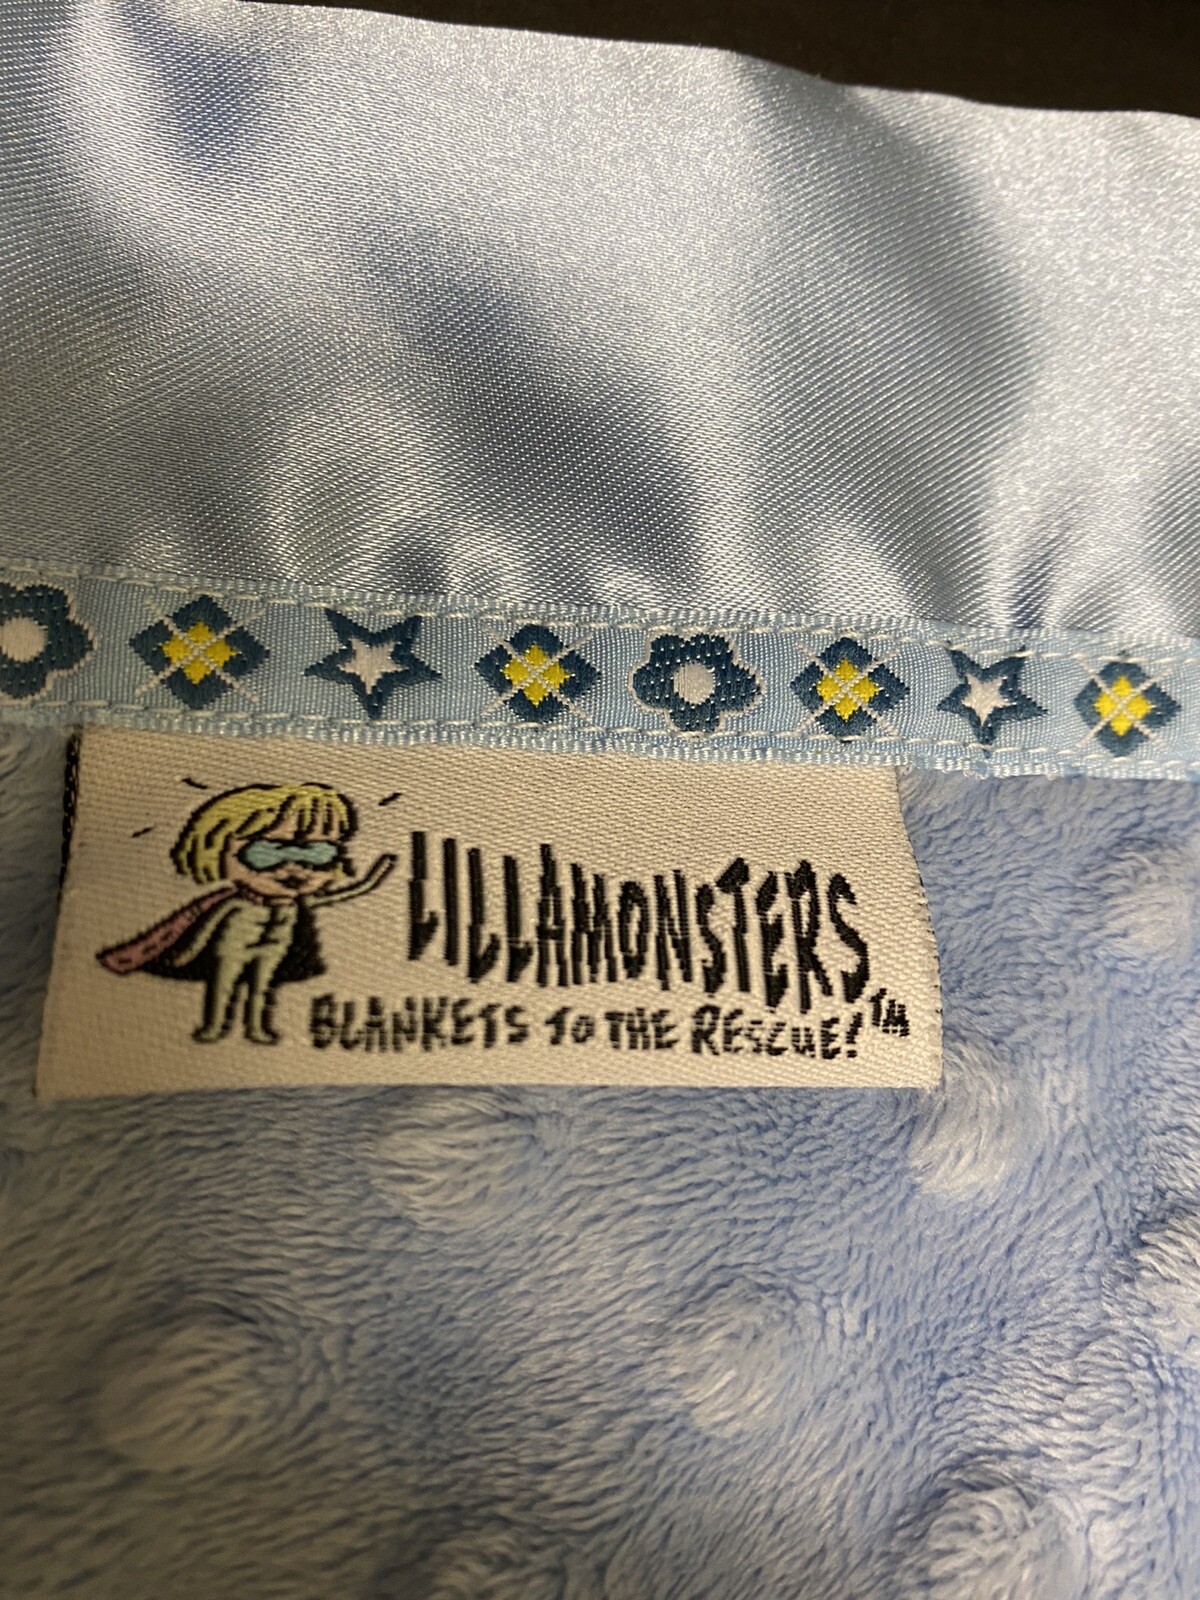 LILLAMONSTERS
BLANKETS TO THE RESCUE!™